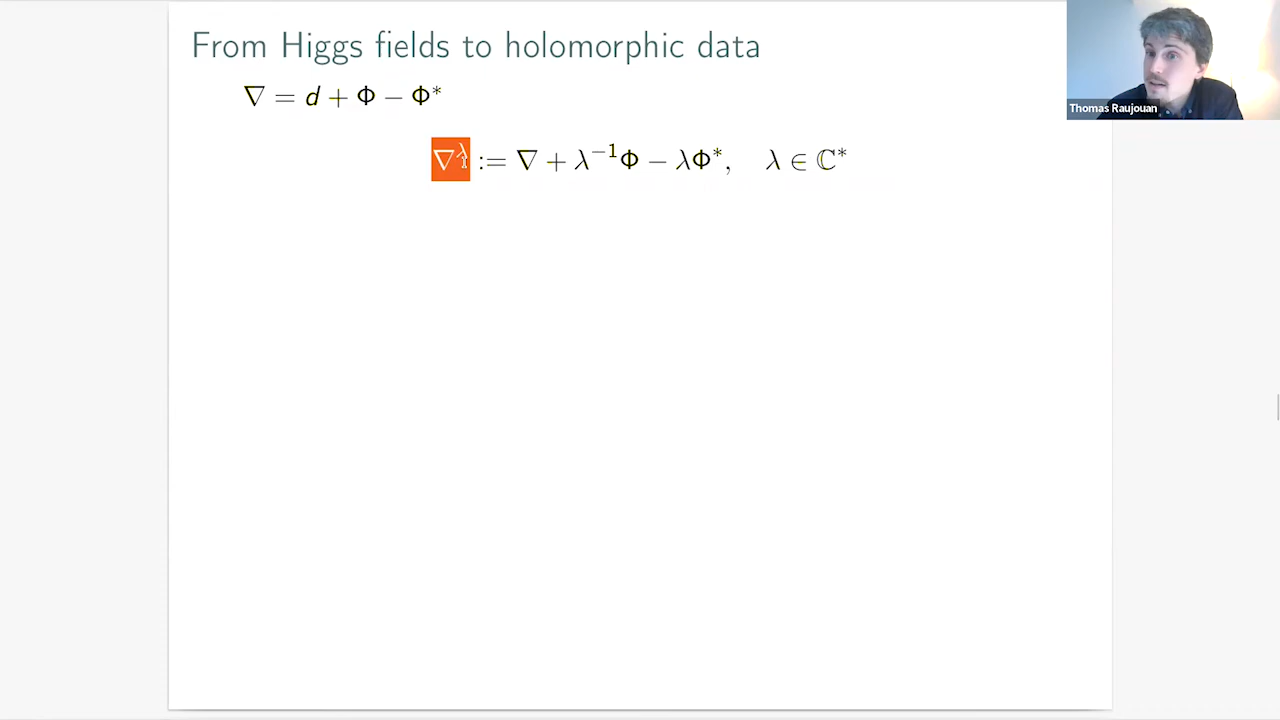 From Higgs fields to holomorphic data
∇ = d + Φ − Φ*
∇^λ := ∇ + λ⁻¹Φ − λΦ*, λ ∈ ℂ*
Thomas Raujouan